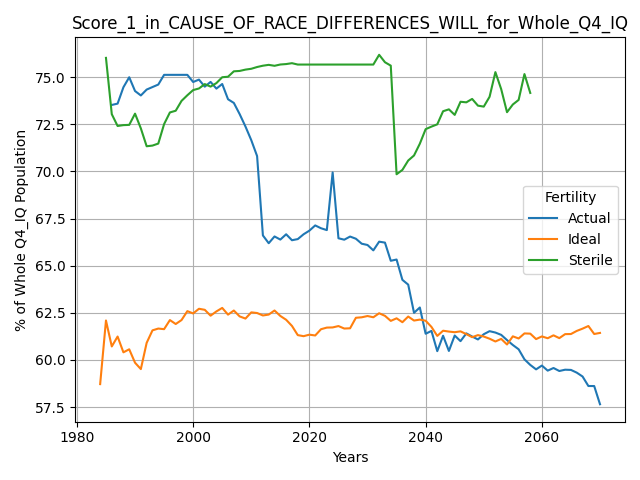 Score_1_in_CAUSE_OF_RACE_DIFFERENCES_WILL_for_Whole_Q4_IQ
% of Whole Q4_IQ Population
75.0
72.5
70.0
67.5
65.0
62.5
60.0
57.5
Fertility
Actual
Ideal
Sterile
1980
2000
2020
2040
2060
Years